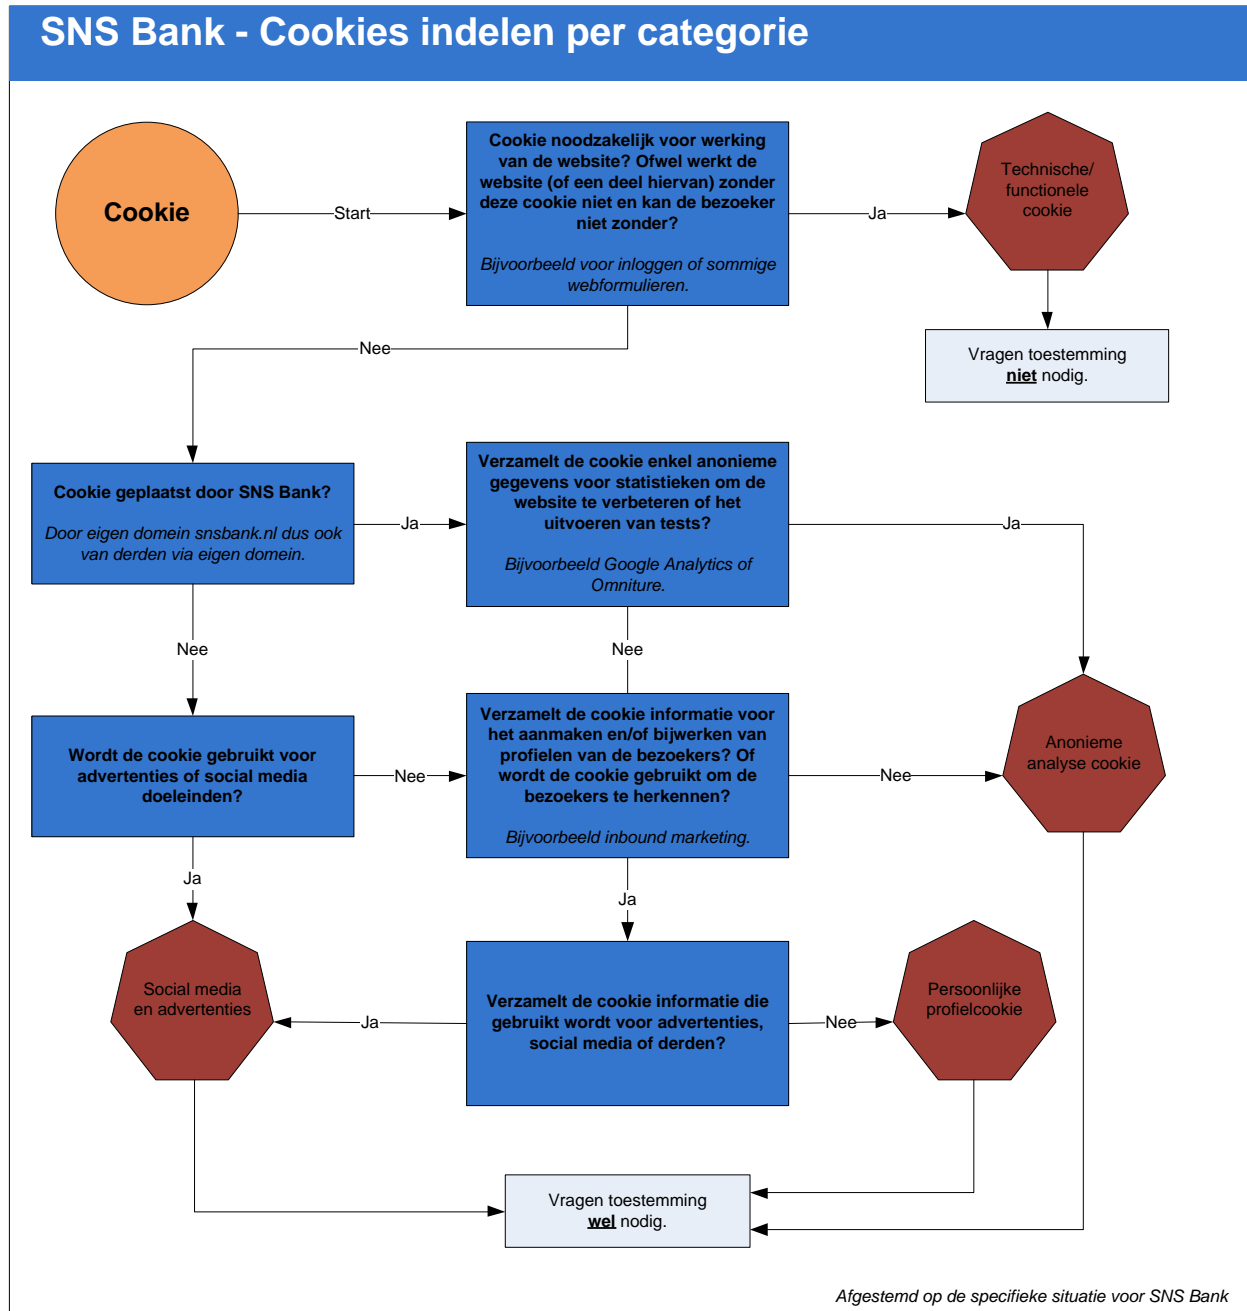 SNS Bank - Cookies indelen per categorie
Cookie
Start
Cookie noodzakelijk voor werking
van de website? Ofwel werkt de
website (of een deel hiervan) zonder
deze cookie niet en kan de bezoeker
niet zonder?
Bijvoorbeeld voor inloggen of sommige
webformulieren.
Ja
Technische/
functionele
cookie
Nee
Vragen toestemming
niet nodig.
Cookie geplaatst door SNS Bank?
Door eigen domein snsbank.nl dus ook
van derden via eigen domein.
Ja
Verzamelt de cookie enkel anonieme
gegevens voor statistieken om de
website te verbeteren of het
uitvoeren van tests?
Bijvoorbeeld Google Analytics of
Omniture.
Ja
Nee
Nee
Wordt de cookie gebruikt voor
advertenties of social media
doeleinden?
Nee
Verzamelt de cookie informatie voor
het aanmaken en/of bijwerken van
profielen van de bezoekers? Of
wordt de cookie gebruikt om de
bezoekers te herkennen?
Bijvoorbeeld inbound marketing.
Nee
Anonieme
analyse cookie
Ja
Ja
Social media
en advertenties
Ja
Verzamelt de cookie informatie die
gebruikt wordt voor advertenties,
social media of derden?
Nee
Persoonlijke
profielcookie
Vragen toestemming
wel nodig.
Afgestemd op de specifieke situatie voor SNS Bank